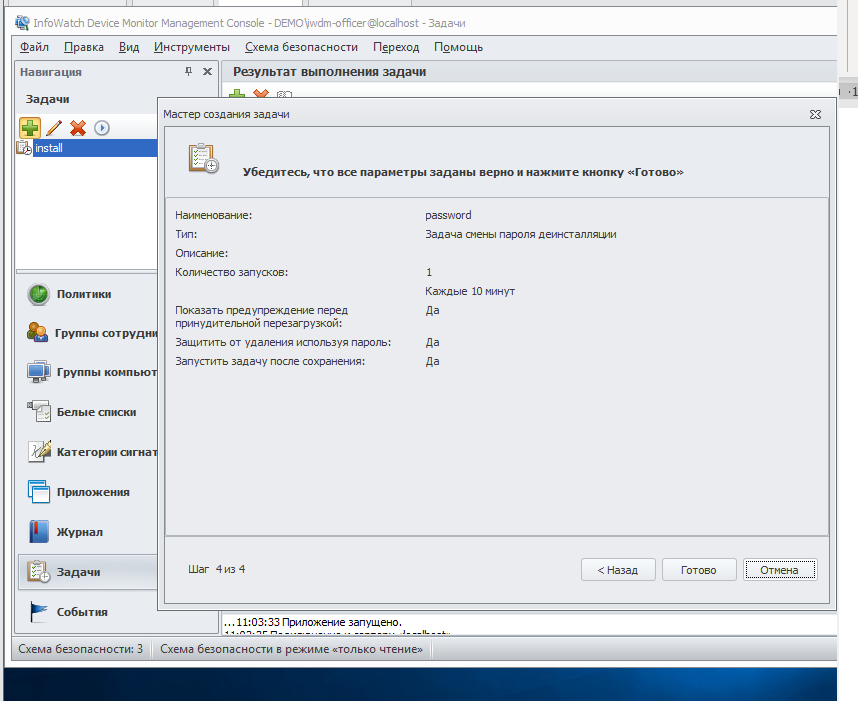 InfoWatch Device Monitor Management Console - DEMO\iwdm-officer@localhost - Задачи
Файл Правка Вид Инструменты Схема безопасности Переход Помощь
Навигация
Результат выполнения задачи
Задачи
install
Мастер создания задачи
Убедитесь, что все параметры заданы верно и нажмите кнопку «Готово»
Наименование: password
Тип: Задача смены пароля деинсталляции
Описание:
Количество запусков: 1
Каждые 10 минут
Показать предупреждение перед принудительной перезагрузкой: Да
Защитить от удаления используя пароль: Да
Запустить задачу после сохранения: Да
Шаг 4 из 4
< Назад Готово Отмена
Политики
Группы сотрудни
Группы компьют
Белые списки
Категории сигнат
Приложения
Журнал
Задачи
События
...11:03:33 Приложение запущено.
Схема безопасности: 3 Схема безопасности в режиме «только чтение»